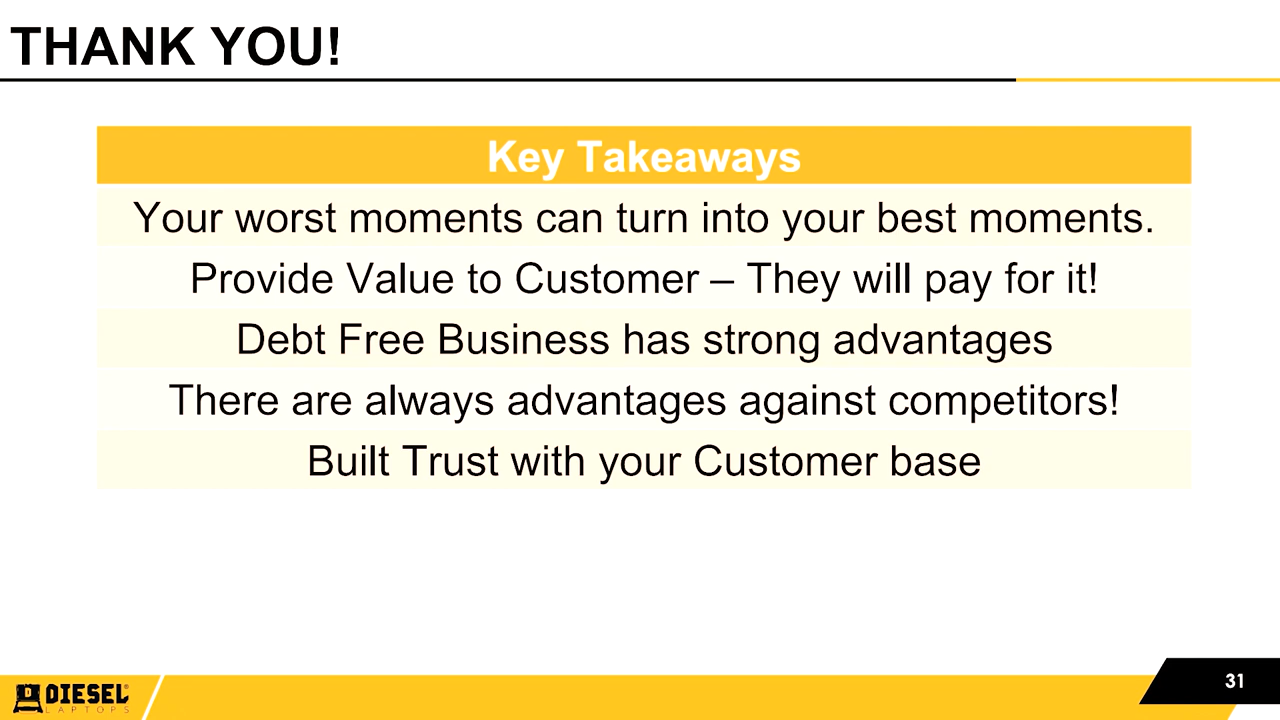 THANK YOU!
Key Takeaways
Your worst moments can turn into your best moments.
Provide Value to Customer – They will pay for it!
Debt Free Business has strong advantages
There are always advantages against competitors!
Built Trust with your Customer base
DIESEL
LAPTOPS
31